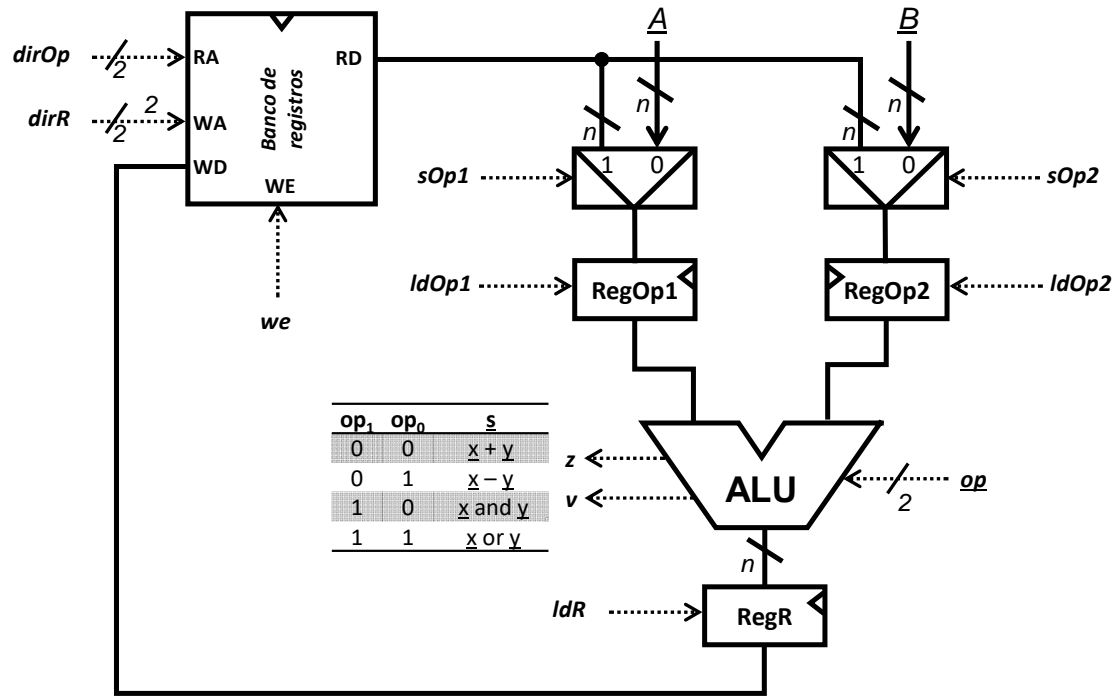 A B
dirOp 2 RA RD
dirR 2 2 WA
Banco de
registros
WD
WE
we
n n n n
sOp1 1 0 1 0 sOp2
ldOp1 RegOp1 RegOp2 ldOp2
op1 op0 s
0 0 x + y
0 1 x – y
1 0 x and y
1 1 x or y
z
v
ALU
op
2
n
ldR RegR